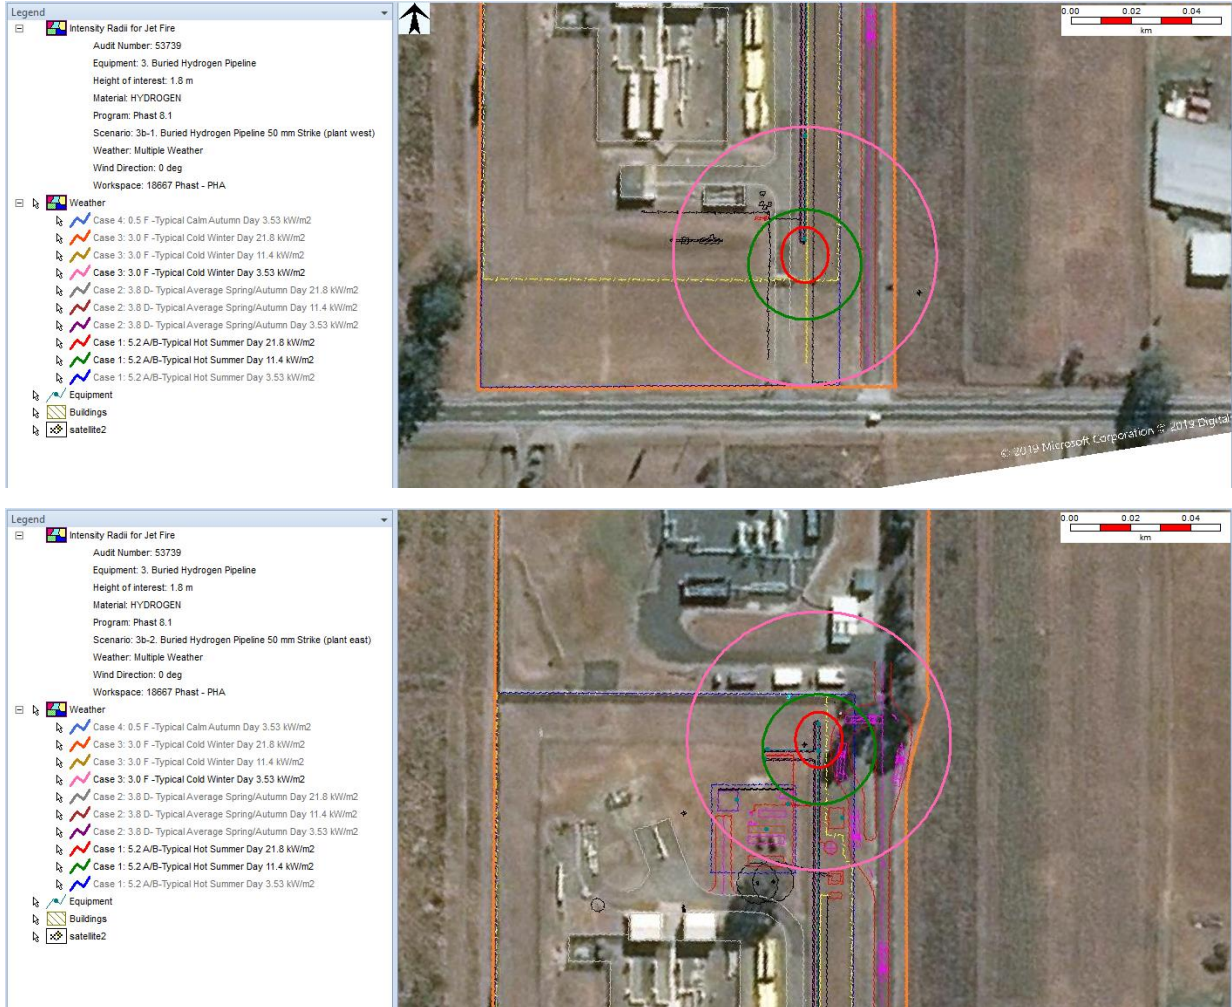 Legend
Intensity Radii for Jet Fire
Audit Number: 53739
Equipment: 3. Buried Hydrogen Pipeline
Height of interest: 1.8 m
Material: HYDROGEN
Program: Phast 8.1
Scenario: 3b-1. Buried Hydrogen Pipeline 50 mm Strike (plant west)
Weather: Multiple Weather
Wind Direction: 0 deg
Workspace: 18667 Phast - PHA
Weather
Case 4: 0.5 F -Typical Calm Autumn Day 3.53 kW/m2
Case 3: 3.0 F -Typical Cold Winter Day 21.8 kW/m2
Case 3: 3.0 F -Typical Cold Winter Day 11.4 kW/m2
Case 3: 3.0 F -Typical Cold Winter Day 3.53 kW/m2
Case 2: 3.8 D- Typical Average Spring/Autumn Day 21.8 kW/m2
Case 2: 3.8 D- Typical Average Spring/Autumn Day 11.4 kW/m2
Case 2: 3.8 D- Typical Average Spring/Autumn Day 3.53 kW/m2
Case 1: 5.2 A/B-Typical Hot Summer Day 21.8 kW/m2
Case 1: 5.2 A/B-Typical Hot Summer Day 11.4 kW/m2
Case 1: 5.2 A/B-Typical Hot Summer Day 3.53 kW/m2
Equipment
Buildings
satellite2
0.00 0.02 0.04
km
© 2019 Microsoft Corporation © 2019 Digital
Legend
Intensity Radii for Jet Fire
Audit Number: 53739
Equipment: 3. Buried Hydrogen Pipeline
Height of interest: 1.8 m
Material: HYDROGEN
Program: Phast 8.1
Scenario: 3b-2. Buried Hydrogen Pipeline 50 mm Strike (plant east)
Weather: Multiple Weather
Wind Direction: 0 deg
Workspace: 18667 Phast - PHA
Weather
Case 4: 0.5 F -Typical Calm Autumn Day 3.53 kW/m2
Case 3: 3.0 F -Typical Cold Winter Day 21.8 kW/m2
Case 3: 3.0 F -Typical Cold Winter Day 11.4 kW/m2
Case 3: 3.0 F -Typical Cold Winter Day 3.53 kW/m2
Case 2: 3.8 D- Typical Average Spring/Autumn Day 21.8 kW/m2
Case 2: 3.8 D- Typical Average Spring/Autumn Day 11.4 kW/m2
Case 2: 3.8 D- Typical Average Spring/Autumn Day 3.53 kW/m2
Case 1: 5.2 A/B-Typical Hot Summer Day 21.8 kW/m2
Case 1: 5.2 A/B-Typical Hot Summer Day 11.4 kW/m2
Case 1: 5.2 A/B-Typical Hot Summer Day 3.53 kW/m2
Equipment
Buildings
satellite2
0.00 0.02 0.04
km